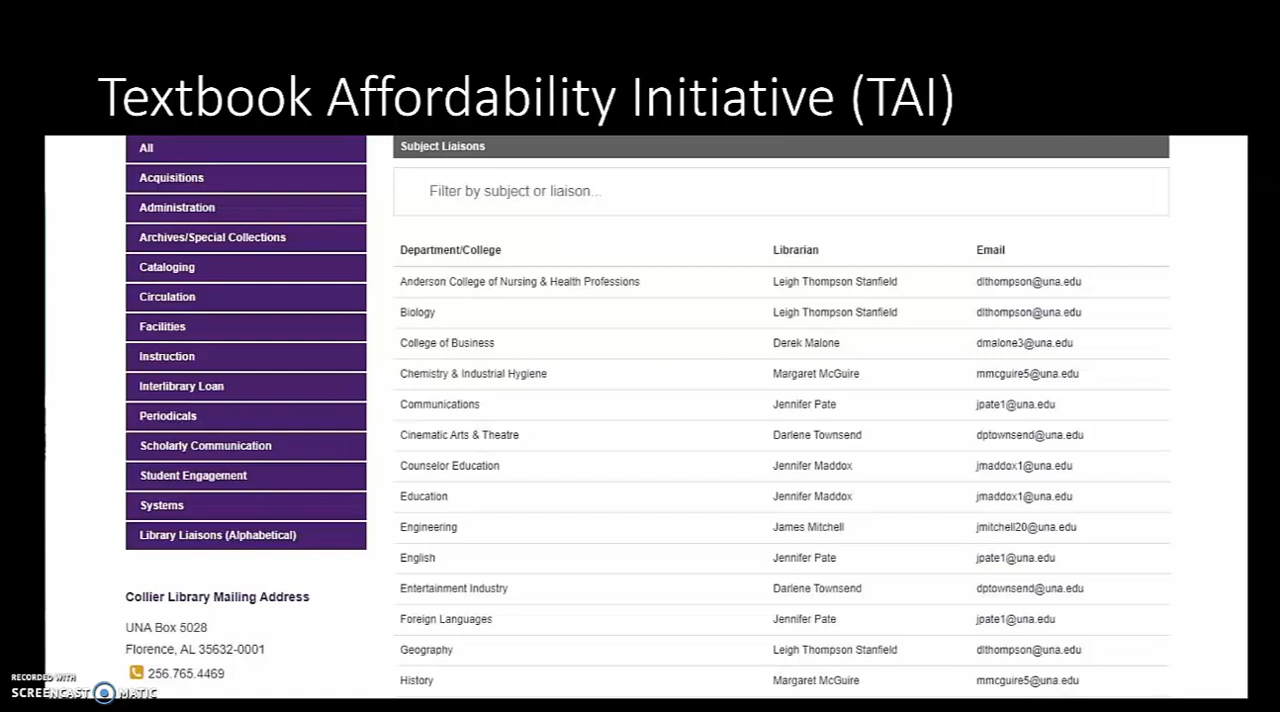 Textbook Affordability Initiative (TAI)
All
Acquisitions
Administration
Archives/Special Collections
Cataloging
Circulation
Facilities
Instruction
Interlibrary Loan
Periodicals
Scholarly Communication
Student Engagement
Systems
Library Liaisons (Alphabetical)
Collier Library Mailing Address
UNA Box 5028
Florence, AL 35632-0001
256.765.4469
Subject Liaisons
Filter by subject or liaison...
Department/College Librarian Email
Anderson College of Nursing & Health Professions Leigh Thompson Stanfield dlthompson@una.edu
Biology Leigh Thompson Stanfield dlthompson@una.edu
College of Business Derek Malone dmalone3@una.edu
Chemistry & Industrial Hygiene Margaret McGuire mmcguire5@una.edu
Communications Jennifer Pate jpate1@una.edu
Cinematic Arts & Theatre Darlene Townsend dptownsend@una.edu
Counselor Education Jennifer Maddox jmaddox1@una.edu
Education Jennifer Maddox jmaddox1@una.edu
Engineering James Mitchell jmitchell20@una.edu
English Jennifer Pate jpate1@una.edu
Entertainment Industry Darlene Townsend dptownsend@una.edu
Foreign Languages Jennifer Pate jpate1@una.edu
Geography Leigh Thompson Stanfield dlthompson@una.edu
History Margaret McGuire mmcguire5@una.edu
RECORDED WITH
SCREENCAST MATIC